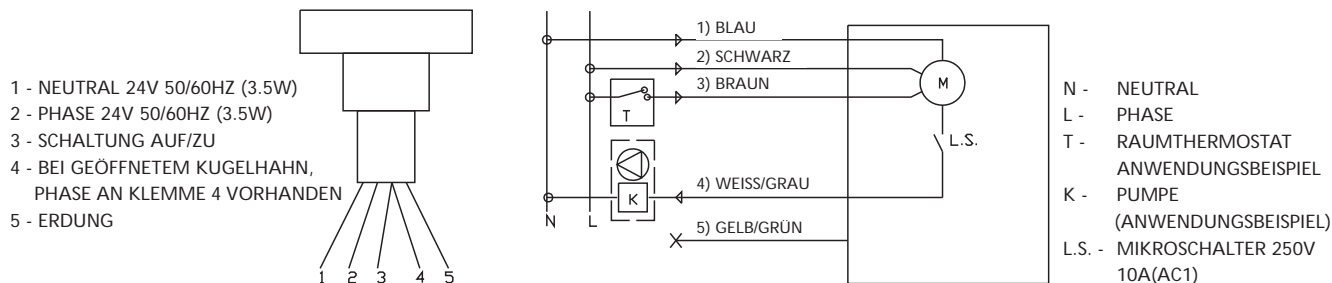 1 - NEUTRAL 24V 50/60HZ (3.5W)
2 - PHASE 24V 50/60HZ (3.5W)
3 - SCHALTUNG AUF/ZU
4 - BEI GEÖFFNETEM KUGELHAHN,
PHASE AN KLEMME 4 VORHANDEN
5 - ERDUNG
1 2 3 4 5
1) BLAU
2) SCHWARZ
3) BRAUN
T
M
L.S.
4) WEISS/GRAU
K
N L
5) GELB/GRÜN
N - NEUTRAL
L - PHASE
T - RAUMTHERMOSTAT
ANWENDUNGSBEISPIEL
K - PUMPE
(ANWENDUNGSBEISPIEL)
L.S. - MIKROSCHALTER 250V
10A(AC1)